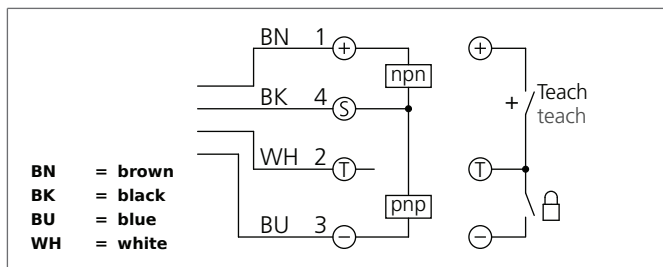 BN 1 +
npn
BK 4 S
WH 2 T
pnp
BU 3 −
+
+ Teach
teach
T
−
BN = brown
BK = black
BU = blue
WH = white